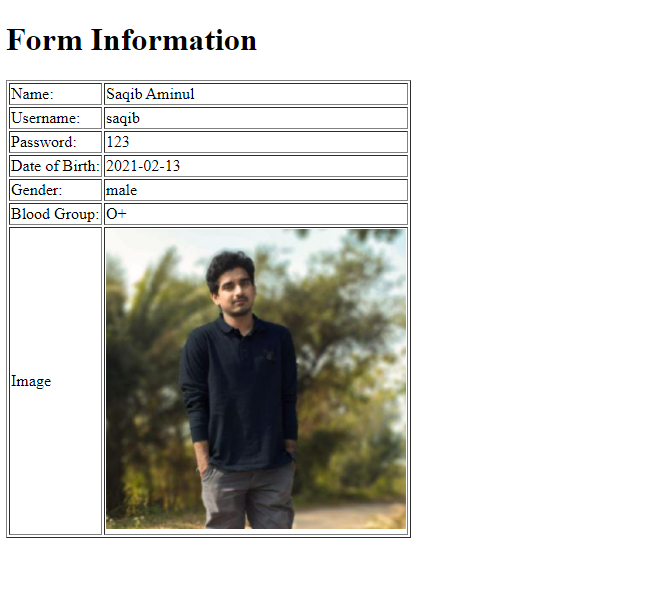 Form Information
Name: Saqib Aminul
Username: saqib
Password: 123
Date of Birth: 2021-02-13
Gender: male
Blood Group: O+
Image